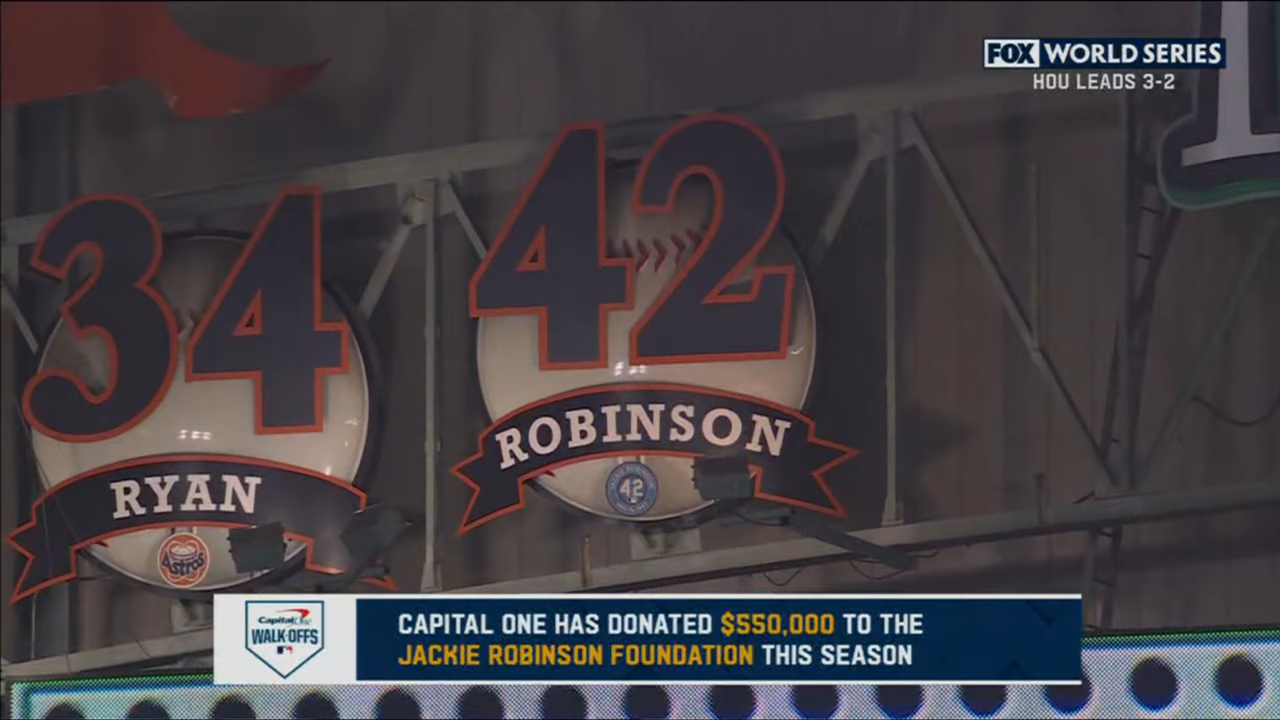 FOX WORLD SERIES
HOU LEADS 3-2
34
RYAN
Astros
42
ROBINSON
42
Capital One
WALK-OFFS
CAPITAL ONE HAS DONATED $550,000 TO THE
JACKIE ROBINSON FOUNDATION THIS SEASON